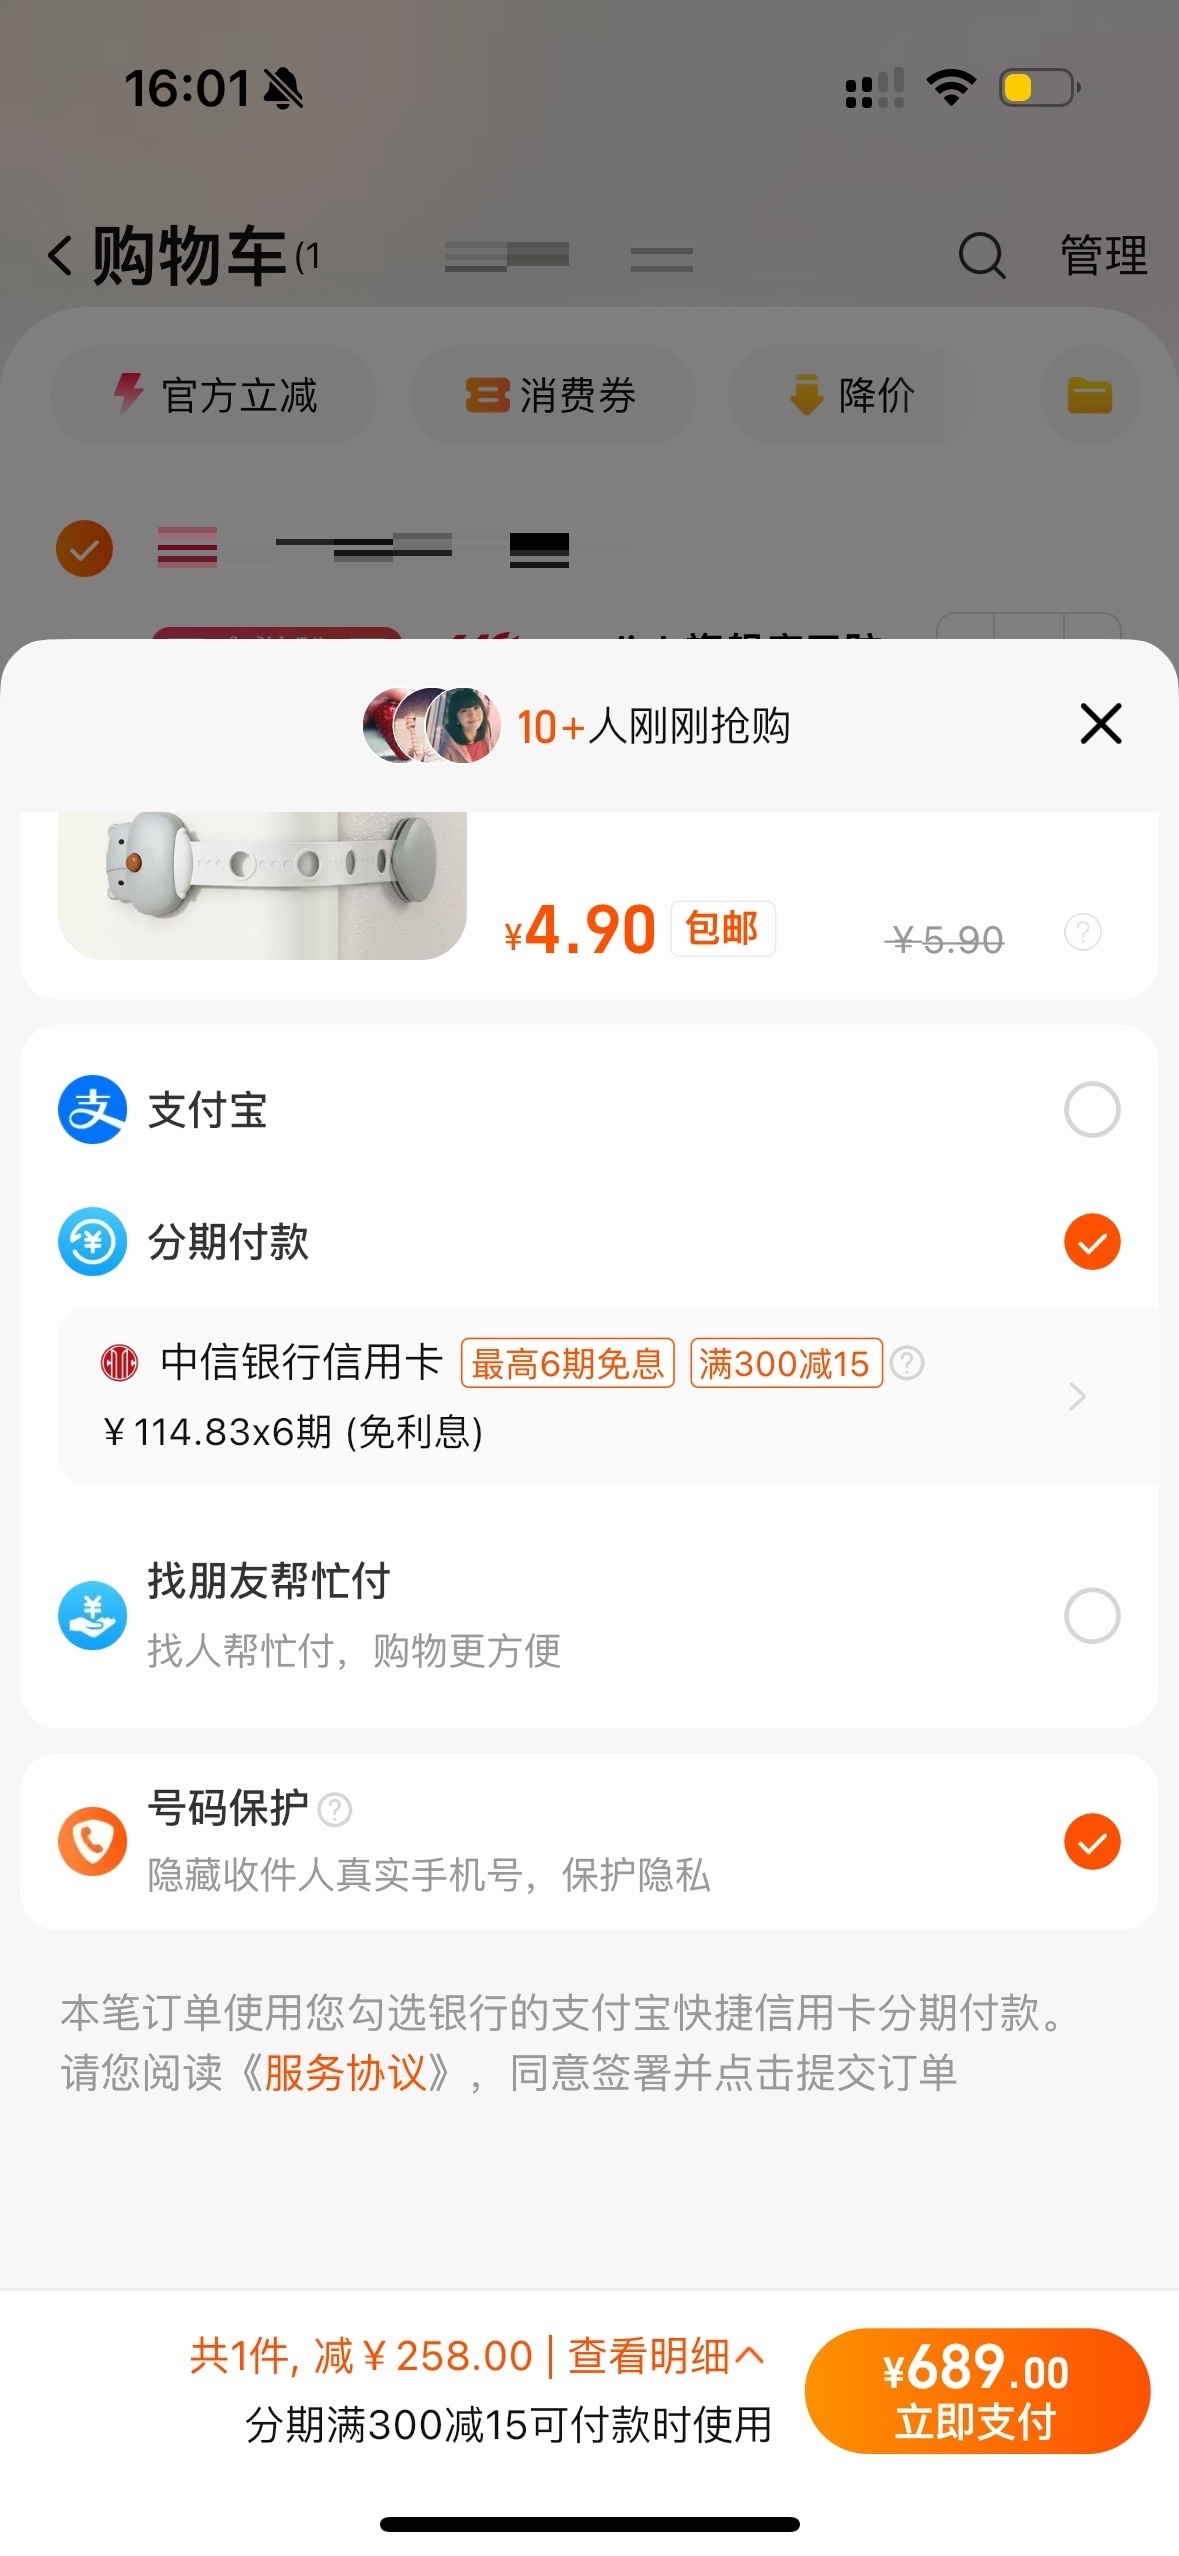 16:01
购物车(1
管理
官方立减
消费券
降价
10+人刚刚抢购
¥4.90 包邮 ¥5.90 ?
支付宝
分期付款
中信银行信用卡 最高6期免息 满300减15 ?
¥114.83x6期 (免利息)
找朋友帮忙付
找人帮忙付，购物更方便
号码保护 ?
隐藏收件人真实手机号，保护隐私
本笔订单使用您勾选银行的支付宝快捷信用卡分期付款。
请您阅读《服务协议》，同意签署并点击提交订单
共1件, 减¥258.00 | 查看明细
分期满300减15可付款时使用
¥689.00
立即支付